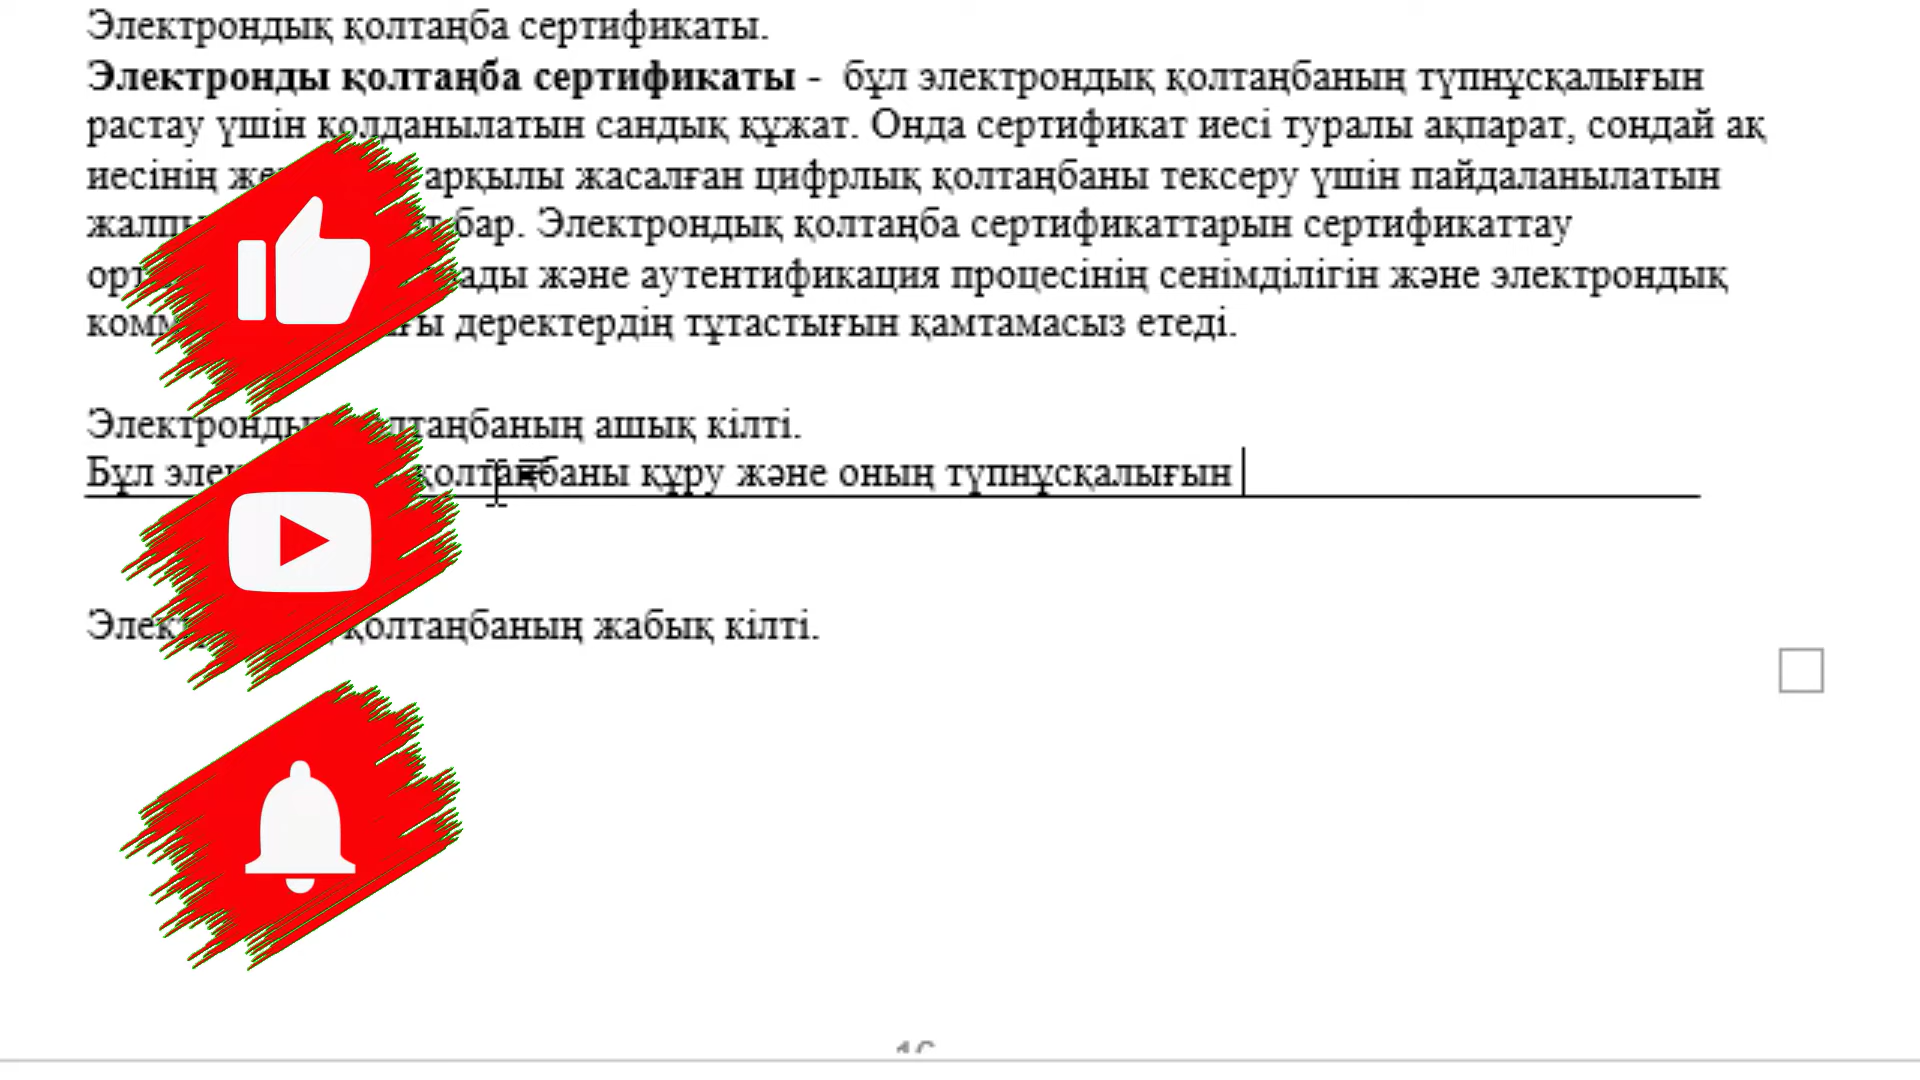 Электрондық қолтаңба сертификаты.
Электронды қолтаңба сертификаты - бұл электрондық қолтаңбаның түпнұсқалығын
растау үшін қолданылатын сандық құжат. Онда сертификат иесі туралы ақпарат, сондай ақ
иесінің арқылы жасалған цифрлық қолтаңбаны тексеру үшін пайдаланылатын
бар. Электрондық қолтаңба сертификаттарын сертификаттау
және аутентификация процесінің сенімділігін және электрондық
деректердің тұтастығын қамтамасыз етеді.
қолтаңбаның ашық кілті.
Бұл қолтаңбаны құру және оның түпнұсқалығын
қолтаңбаның жабық кілті.